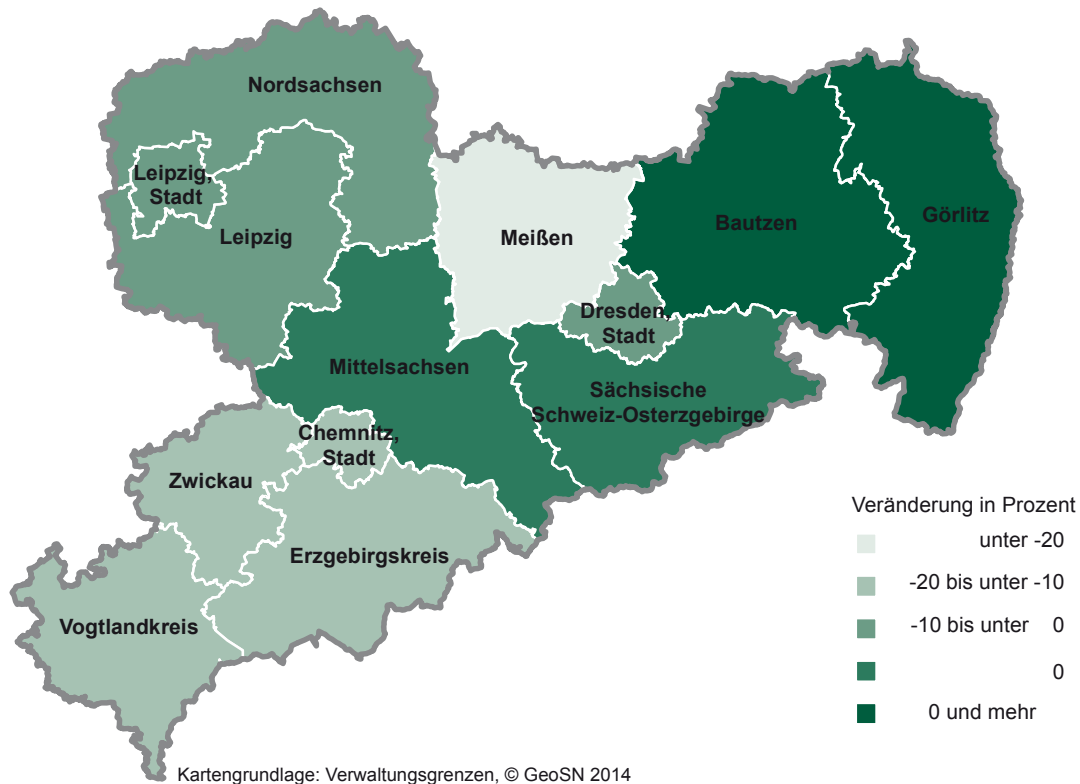 Nordsachsen
Leipzig,
Stadt
Leipzig
Meißen
Bautzen
Görlitz
Dresden,
Stadt
Mittelsachsen
Sächsische
Schweiz-Osterzgebirge
Chemnitz,
Stadt
Zwickau
Erzgebirgskreis
Vogtlandkreis
Veränderung in Prozent
unter -20
-20 bis unter -10
-10 bis unter 0
0
0 und mehr
Kartengrundlage: Verwaltungsgrenzen, © GeoSN 2014